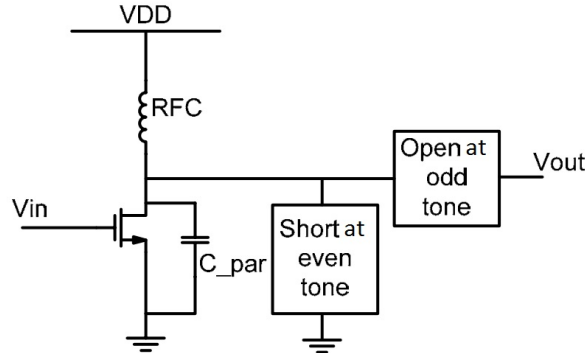 VDD
RFC
Open at
odd
tone
Vout
Vin
C_par
Short at
even
tone